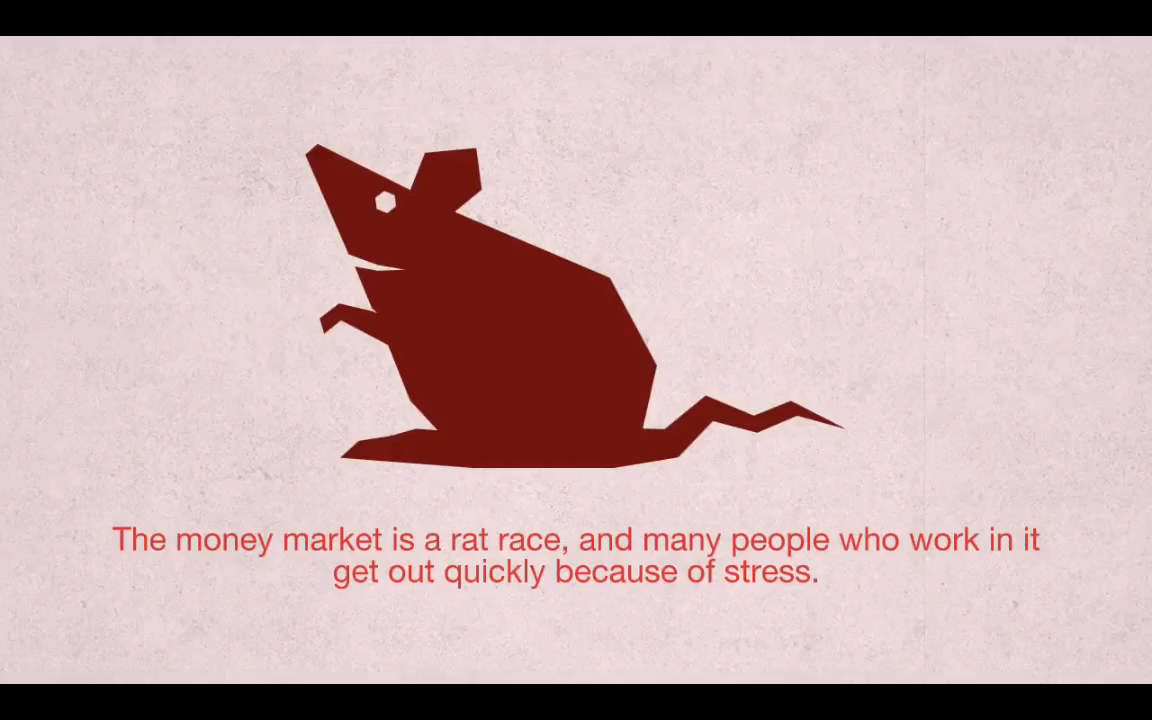 The money market is a rat race, and many people who work in it
get out quickly because of stress.